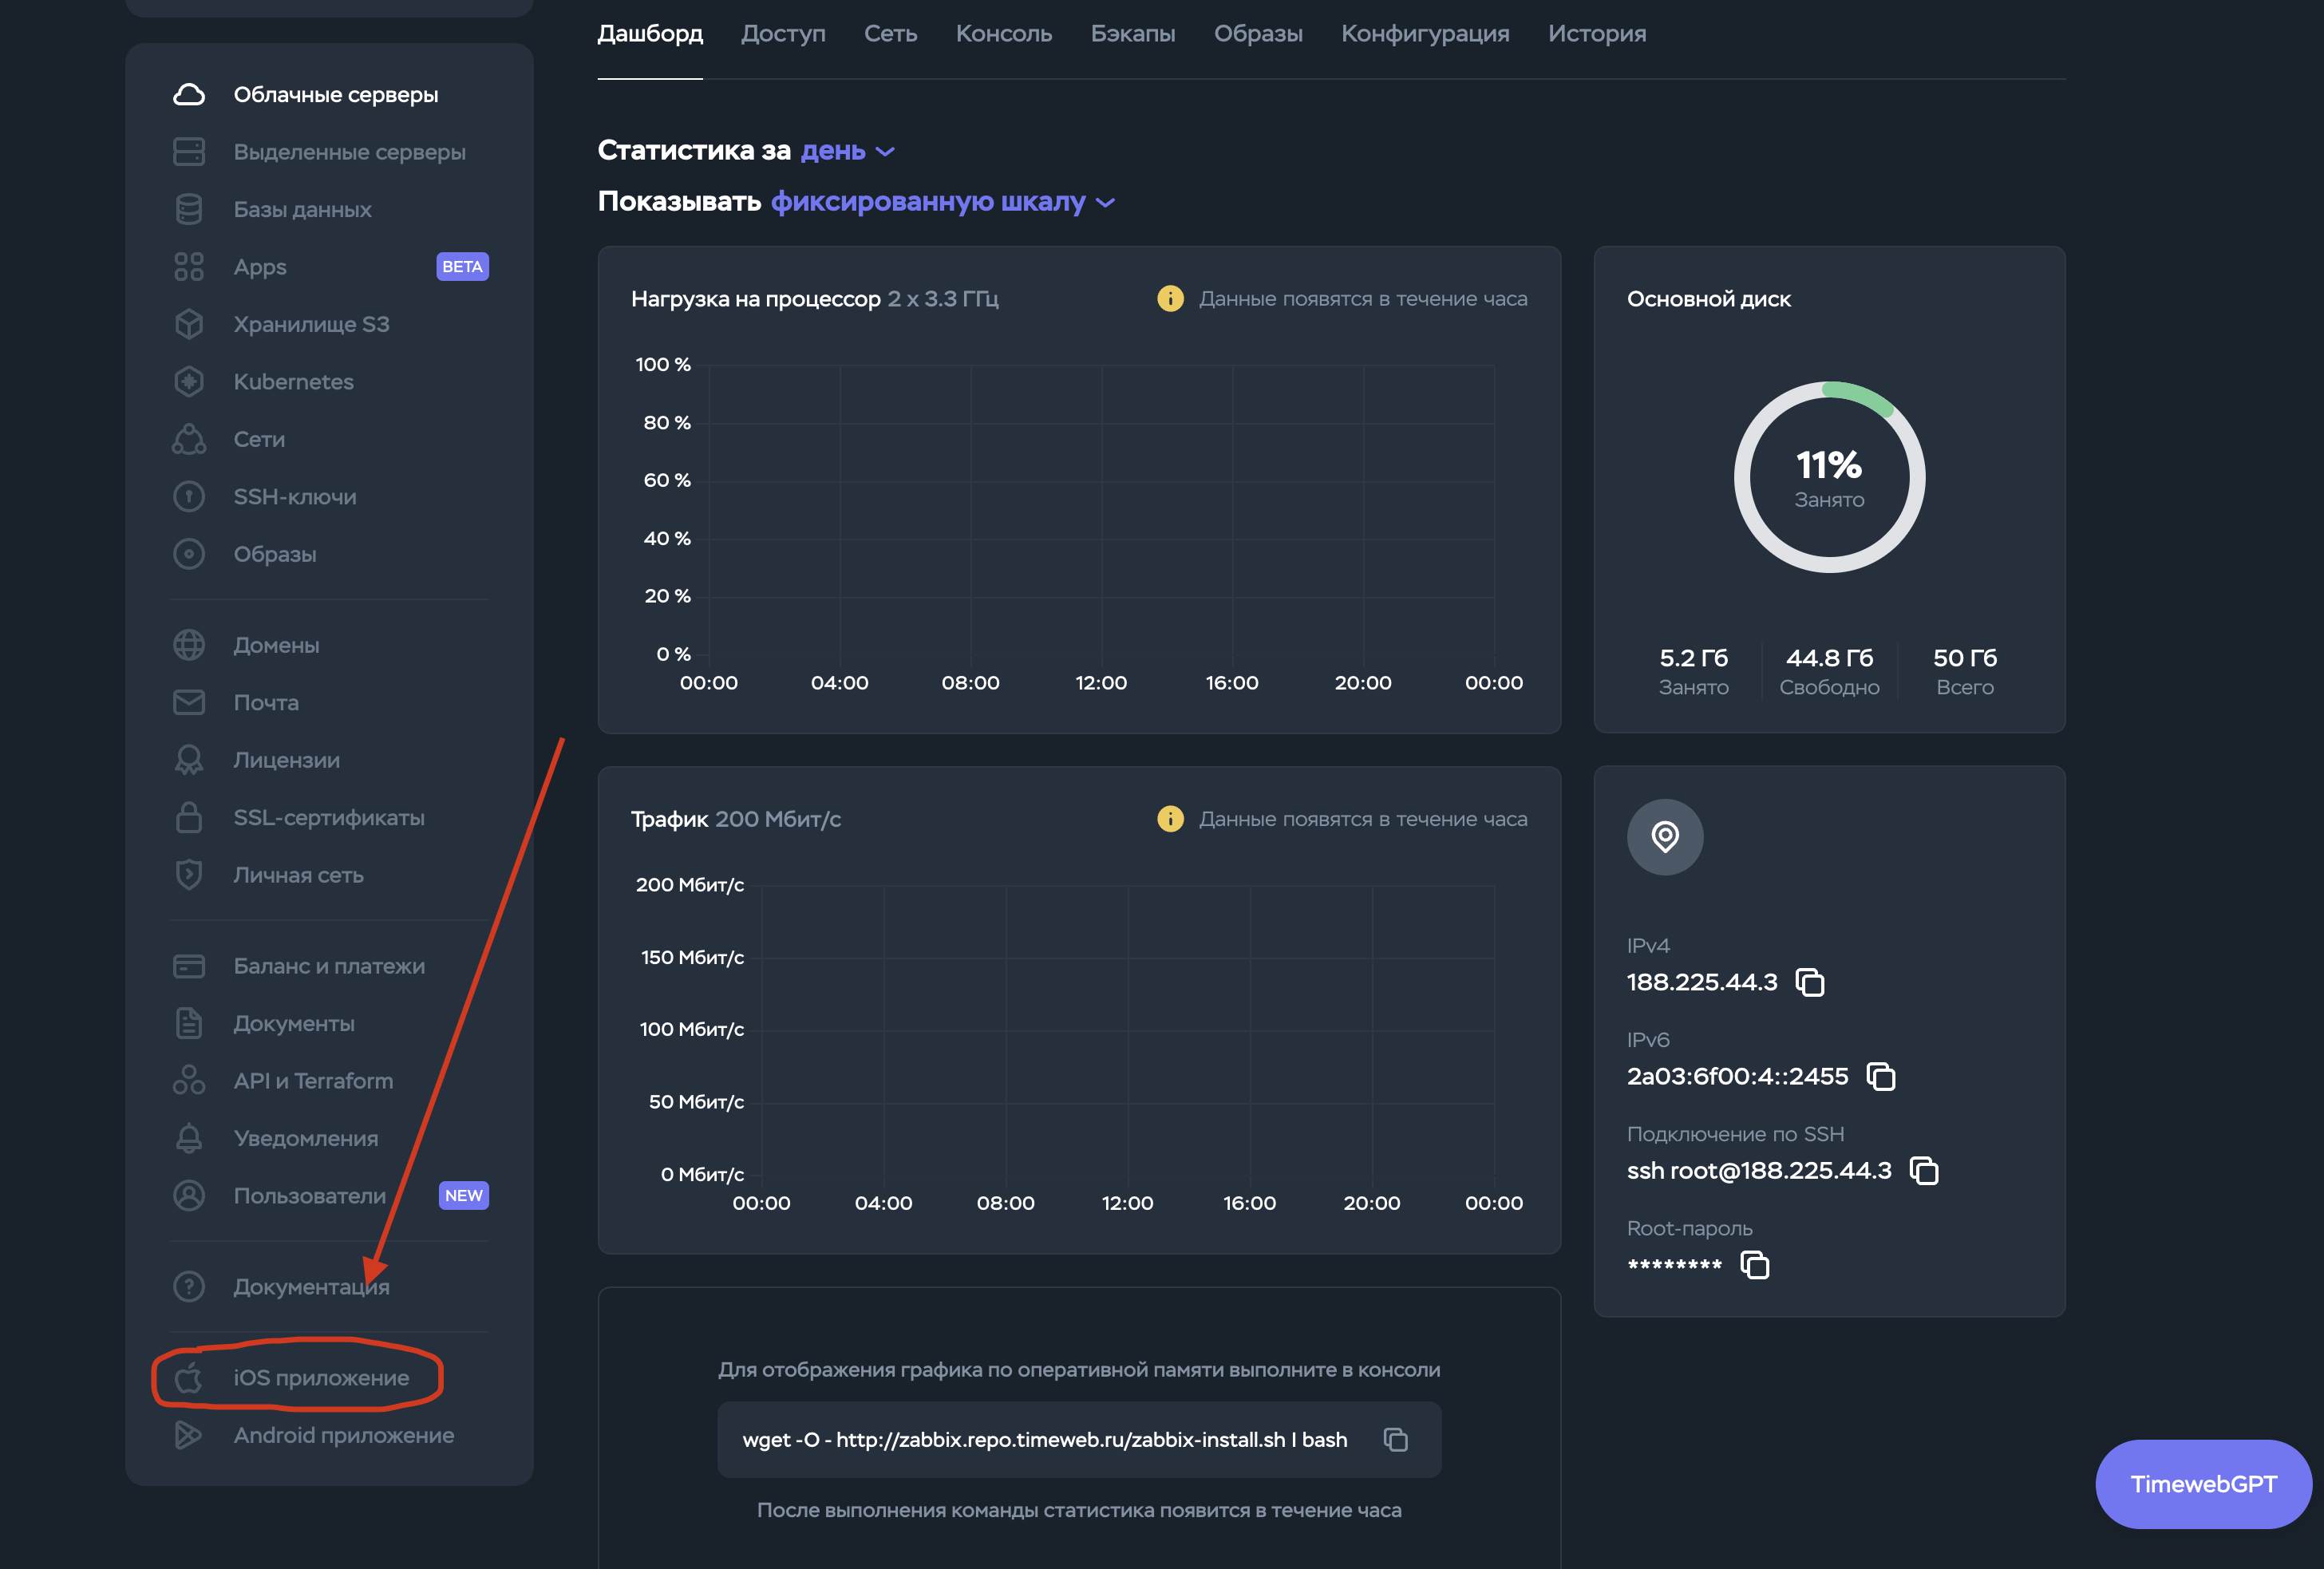 Дашборд Доступ Сеть Консоль Бэкапы Образы Конфигурация История
Облачные серверы
Выделенные серверы
Базы данных
Apps BETA
Хранилище S3
Kubernetes
Сети
SSH-ключи
Образы
Домены
Почта
Лицензии
SSL-сертификаты
Личная сеть
Баланс и платежи
Документы
API и Terraform
Уведомления
Пользователи NEW
Документация
iOS приложение
Android приложение
Статистика за день
Показывать фиксированную шкалу
Нагрузка на процессор 2 x 3.3 ГГц
Данные появятся в течение часа
100 %
80 %
60 %
40 %
20 %
0 %
00:00 04:00 08:00 12:00 16:00 20:00 00:00
Основной диск
11%
Занято
5.2 Гб 44.8 Гб 50 Гб
Занято Свободно Всего
Трафик 200 Мбит/с
Данные появятся в течение часа
200 Мбит/с
150 Мбит/с
100 Мбит/с
50 Мбит/с
0 Мбит/с
00:00 04:00 08:00 12:00 16:00 20:00 00:00
IPv4
188.225.44.3
IPv6
2a03:6f00:4::2455
Подключение по SSH
ssh root@188.225.44.3
Root-пароль
********
Для отображения графика по оперативной памяти выполните в консоли
wget -O - http://zabbix.repo.timeweb.ru/zabbix-install.sh | bash
После выполнения команды статистика появится в течение часа
TimewebGPT